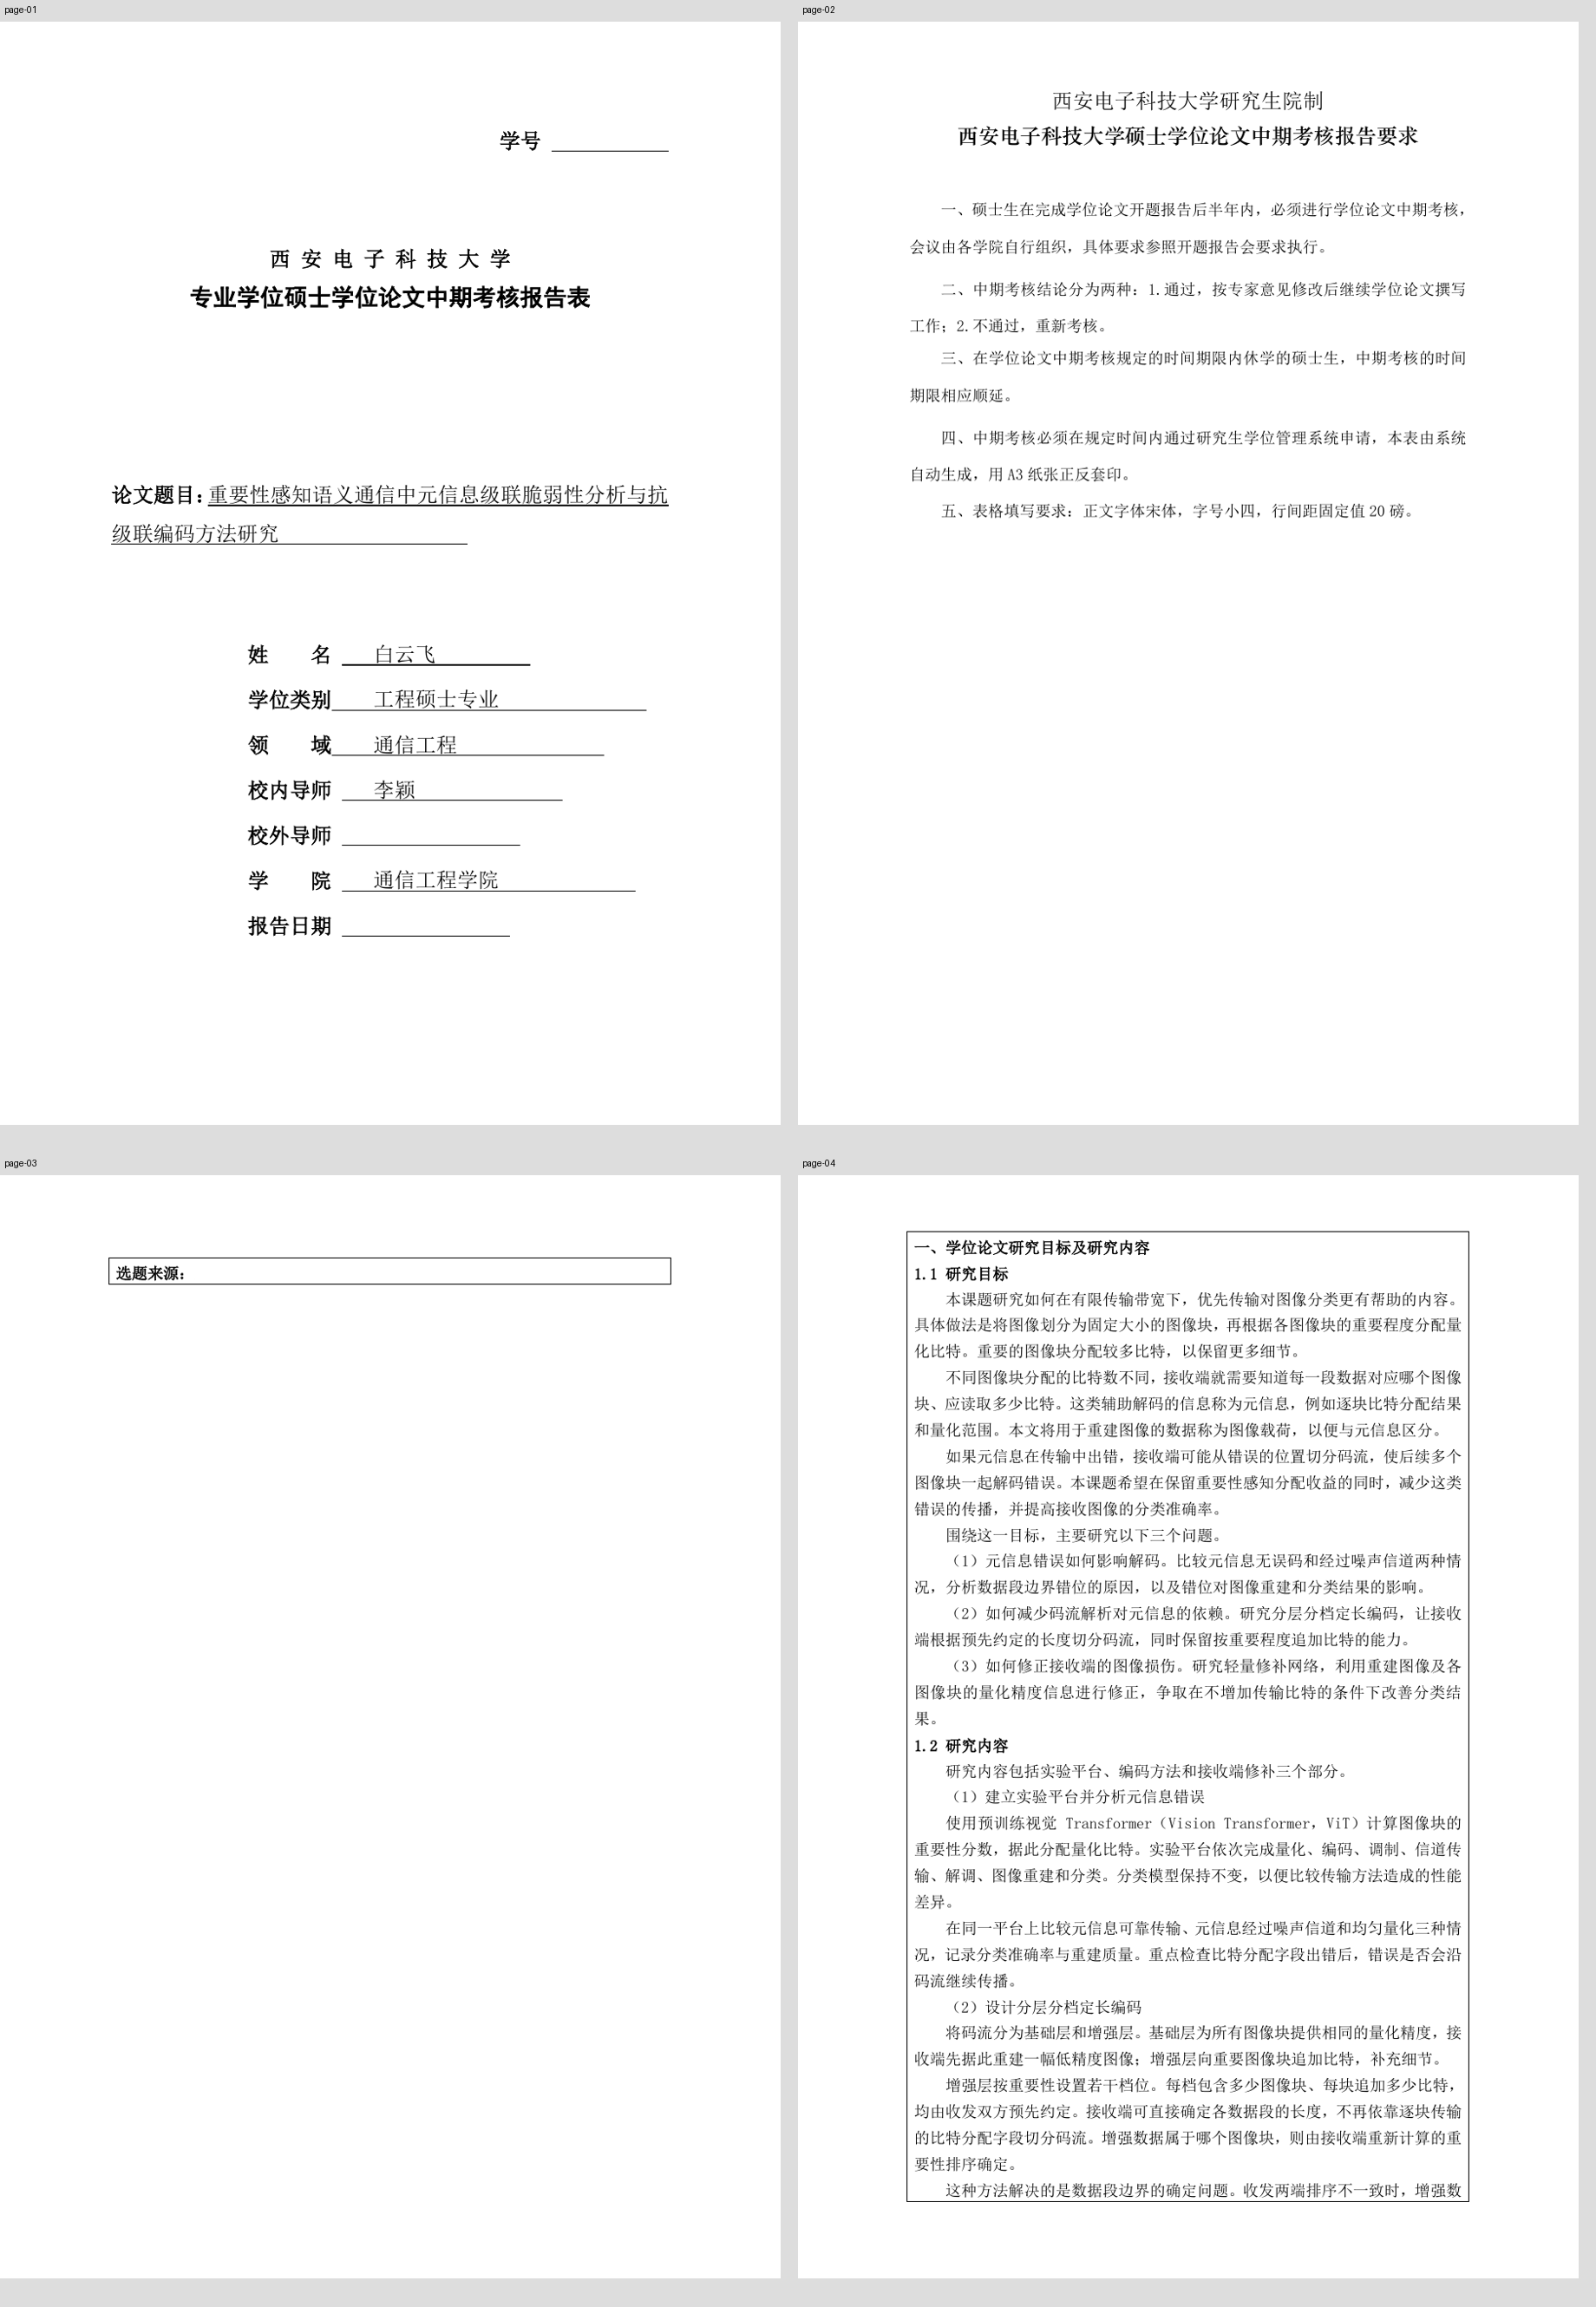 page-01
学号
西 安 电 子 科 技 大 学
专业学位硕士学位论文中期考核报告表
论文题目：重要性感知语义通信中元信息级联脆弱性分析与抗
级联编码方法研究
姓 名 白云飞
学位类别 工程硕士专业
领 域 通信工程
校内导师 李颖
校外导师
学 院 通信工程学院
报告日期
page-02
西安电子科技大学研究生院制
西安电子科技大学硕士学位论文中期考核报告要求
一、硕士生在完成学位论文开题报告后半年内，必须进行学位论文中期考核，
会议由各学院自行组织，具体要求参照开题报告会要求执行。
二、中期考核结论分为两种：1.通过，按专家意见修改后继续学位论文撰写
工作；2.不通过，重新考核。
三、在学位论文中期考核规定的时间期限内休学的硕士生，中期考核的时间
期限相应顺延。
四、中期考核必须在规定时间内通过研究生学位管理系统申请，本表由系统
自动生成，用 A3 纸张正反套印。
五、表格填写要求：正文字体宋体，字号小四，行间距固定值 20 磅。
page-03
选题来源：
page-04
一、学位论文研究目标及研究内容
1.1 研究目标
本课题研究如何在有限传输带宽下，优先传输对图像分类更有帮助的内容。
具体做法是将图像划分为固定大小的图像块，再根据各图像块的重要程度分配量
化比特。重要的图像块分配较多比特，以保留更多细节。
不同图像块分配的比特数不同，接收端就需要知道每一段数据对应哪个图像
块、应读取多少比特。这类辅助解码的信息称为元信息，例如逐块比特分配结果
和量化范围。本文将用于重建图像的数据称为图像载荷，以便与元信息区分。
如果元信息在传输中出错，接收端可能从错误的位置切分码流，使后续多个
图像块一起解码错误。本课题希望在保留重要性感知分配收益的同时，减少这类
错误的传播，并提高接收图像的分类准确率。
围绕这一目标，主要研究以下三个问题。
（1）元信息错误如何影响解码。比较元信息无误码和经过噪声信道两种情
况，分析数据段边界错位的原因，以及错位对图像重建和分类结果的影响。
（2）如何减少码流解析对元信息的依赖。研究分层分档定长编码，让接收
端根据预先约定的长度切分码流，同时保留按重要程度追加比特的能力。
（3）如何修正接收端的图像损伤。研究轻量修补网络，利用重建图像及各
图像块的量化精度信息进行修正，争取在不增加传输比特的条件下改善分类结
果。
1.2 研究内容
研究内容包括实验平台、编码方法和接收端修补三个部分。
（1）建立实验平台并分析元信息错误
使用预训练视觉 Transformer（Vision Transformer，ViT）计算图像块的
重要性分数，据此分配量化比特。实验平台依次完成量化、编码、调制、信道传
输、解调、图像重建和分类。分类模型保持不变，以便比较传输方法造成的性能
差异。
在同一平台上比较元信息可靠传输、元信息经过噪声信道和均匀量化三种情
况，记录分类准确率与重建质量。重点检查比特分配字段出错后，错误是否会沿
码流继续传播。
（2）设计分层分档定长编码
将码流分为基础层和增强层。基础层为所有图像块提供相同的量化精度，接
收端先据此重建一幅低精度图像；增强层向重要图像块追加比特，补充细节。
增强层按重要性设置若干档位。每档包含多少图像块、每块追加多少比特，
均由收发双方预先约定。接收端可直接确定各数据段的长度，不再依靠逐块传输
的比特分配字段切分码流。增强数据属于哪个图像块，则由接收端重新计算的重
要性排序确定。
这种方法解决的是数据段边界的确定问题。收发两端排序不一致时，增强数